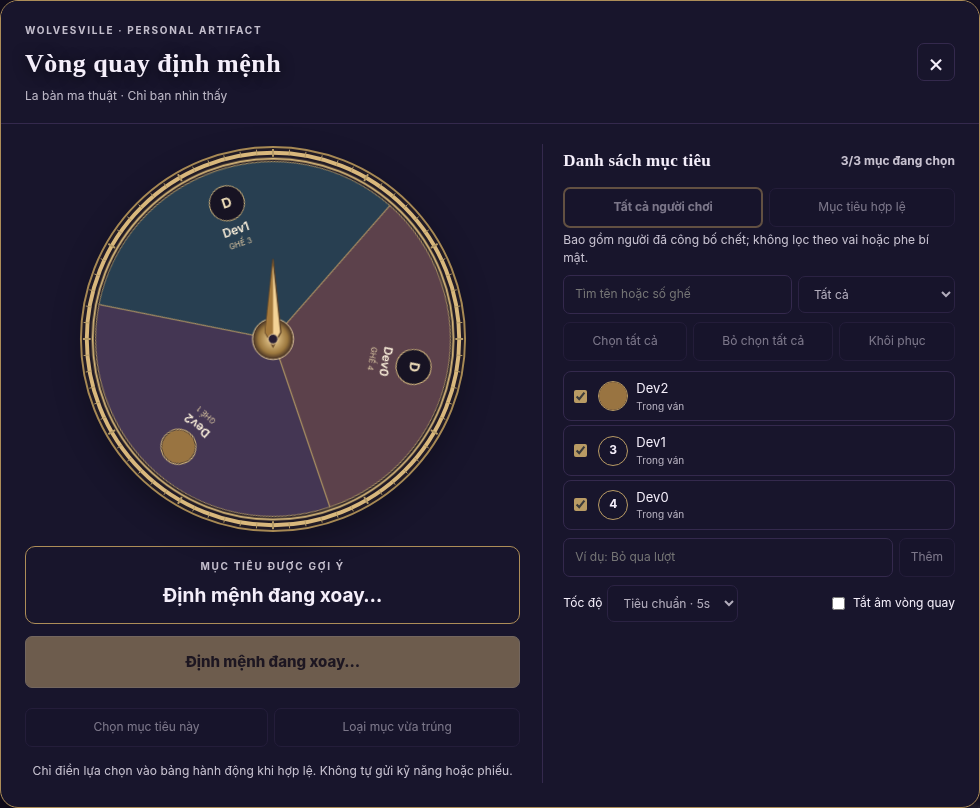 WOLVESVILLE · PERSONAL ARTIFACT
Vòng quay định mệnh
La bàn ma thuật · Chỉ bạn nhìn thấy
×
D
Dev1
GHẾ 3
D
Dev0
GHẾ 4
Dev2
GHẾ 1
MỤC TIÊU ĐƯỢC GỢI Ý
Định mệnh đang xoay...
Định mệnh đang xoay...
Chọn mục tiêu này
Loại mục vừa trúng
Chỉ điền lựa chọn vào bảng hành động khi hợp lệ. Không tự gửi kỹ năng hoặc phiếu.
Danh sách mục tiêu
3/3 mục đang chọn
Tất cả người chơi
Mục tiêu hợp lệ
Bao gồm người đã công bố chết; không lọc theo vai hoặc phe bí
mật.
Tìm tên hoặc số ghế
Tất cả
Chọn tất cả
Bỏ chọn tất cả
Khôi phục
Dev2
Trong ván
3
Dev1
Trong ván
4
Dev0
Trong ván
Ví dụ: Bỏ qua lượt
Thêm
Tốc độ
Tiêu chuẩn · 5s
Tắt âm vòng quay